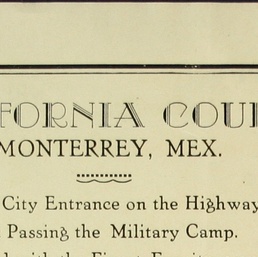 FORNIA COU
MONTERREY, MEX.
City Entrance on the Highway
Passing the Military Camp.